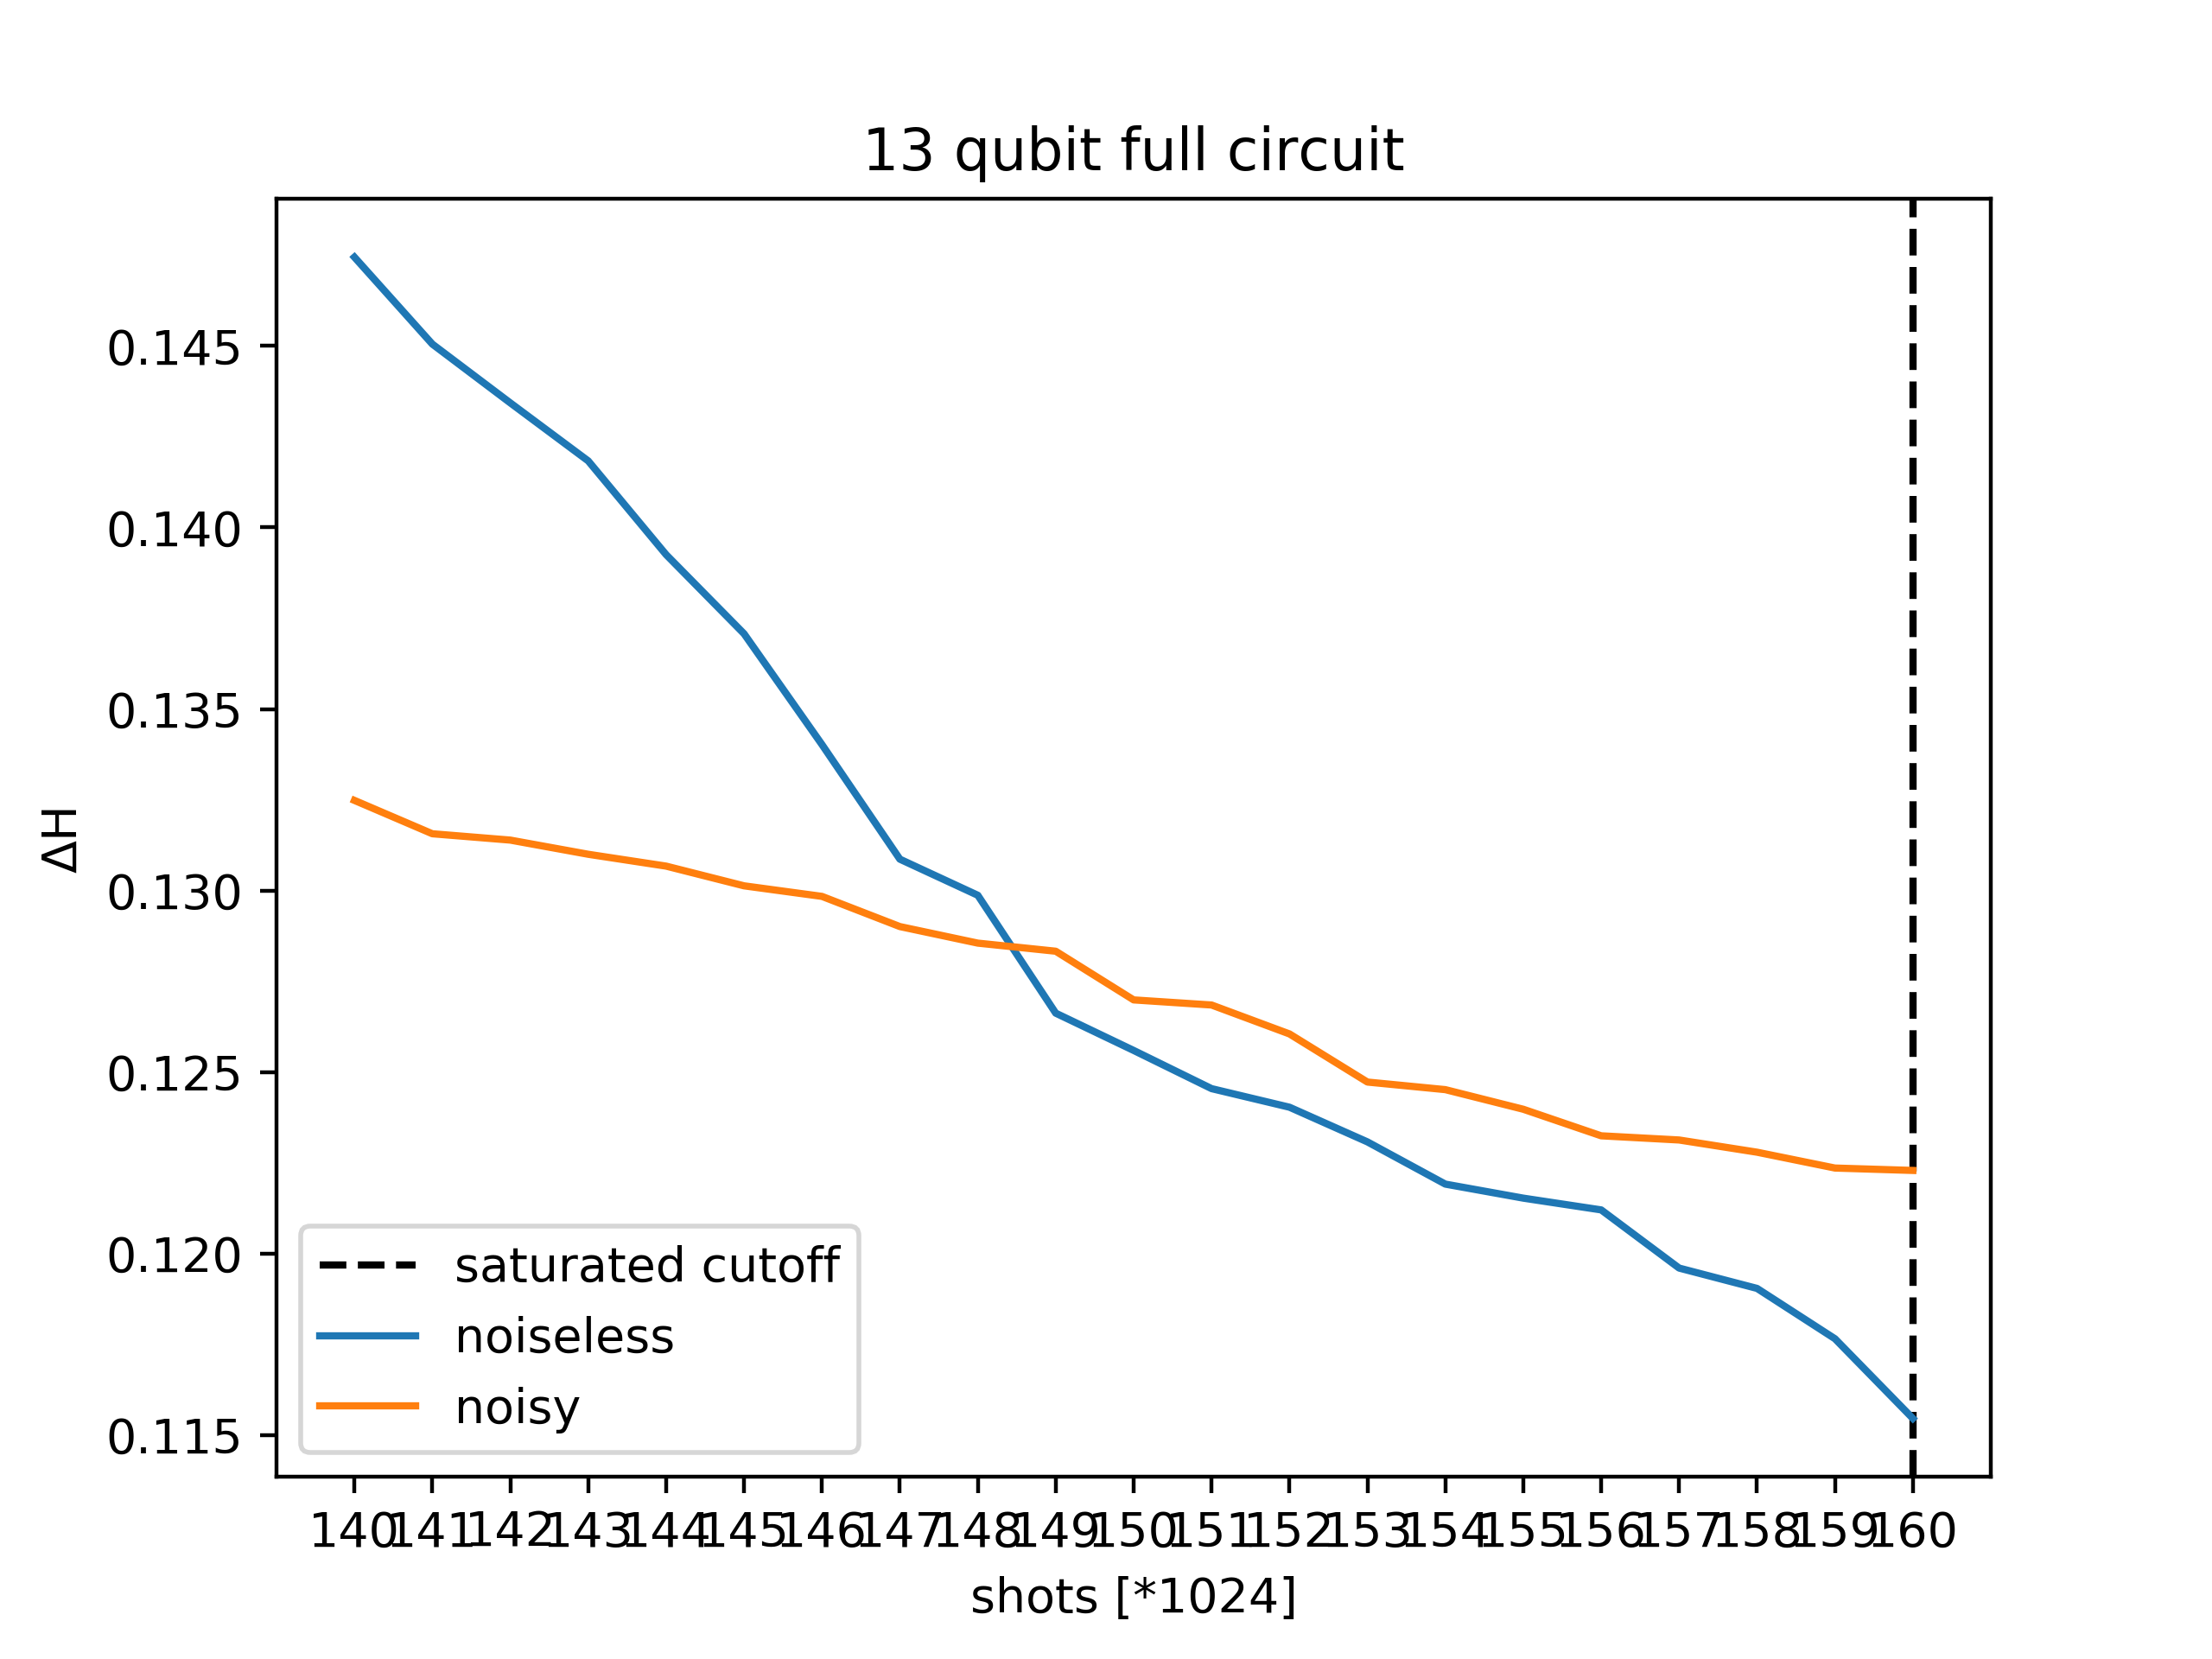 13 qubit full circuit
0.145
0.140
0.135
0.130
0.125
0.120
0.115
ΔH
saturated cutoff
noiseless
noisy
140 141 142 143 144 145 146 147 148 149 150 151 152 153 154 155 156 157 158 159 160
shots [*1024]